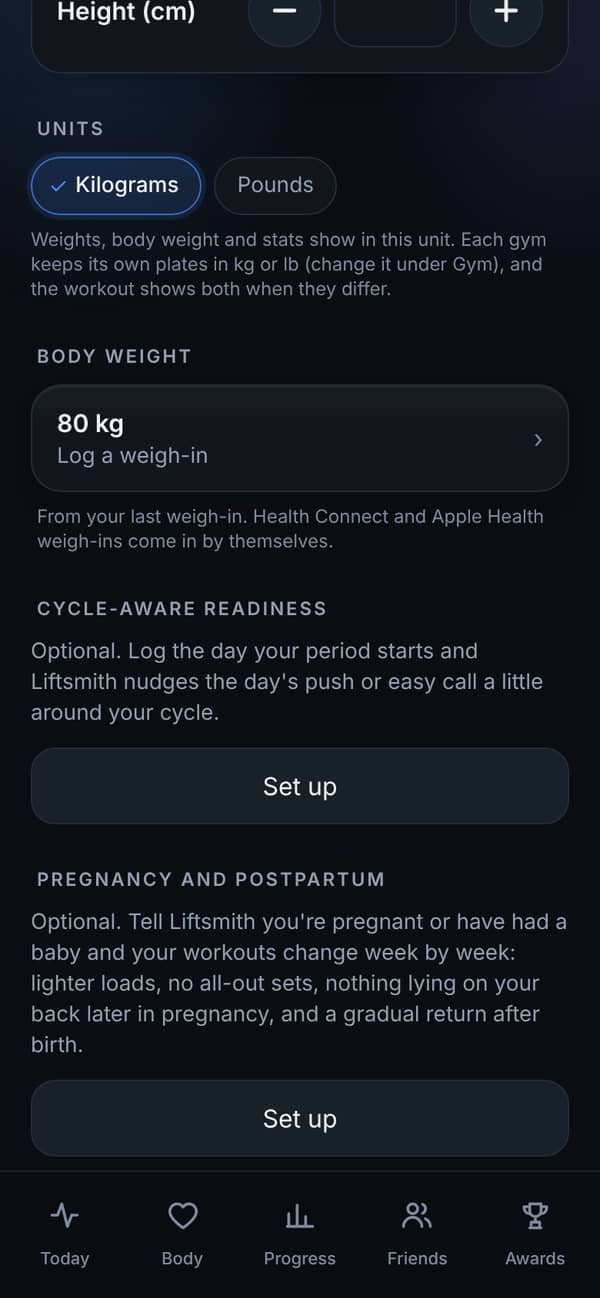 Height (cm)
UNITS
Kilograms
Pounds
Weights, body weight and stats show in this unit. Each gym
keeps its own plates in kg or lb (change it under Gym), and
the workout shows both when they differ.
BODY WEIGHT
80 kg
Log a weigh-in
From your last weigh-in. Health Connect and Apple Health
weigh-ins come in by themselves.
CYCLE-AWARE READINESS
Optional. Log the day your period starts and
Liftsmith nudges the day's push or easy call a little
around your cycle.
Set up
PREGNANCY AND POSTPARTUM
Optional. Tell Liftsmith you're pregnant or have had a
baby and your workouts change week by week:
lighter loads, no all-out sets, nothing lying on your
back later in pregnancy, and a gradual return after
birth.
Set up
Today
Body
Progress
Friends
Awards